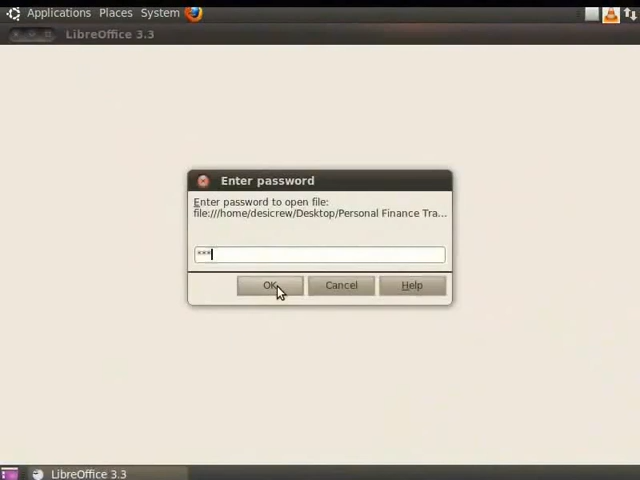 Applications Places System
LibreOffice 3.3
Enter password
Enter password to open file:
file:///home/desicrew/Desktop/Personal Finance Tra...
***
OK Cancel Help
LibreOffice 3.3